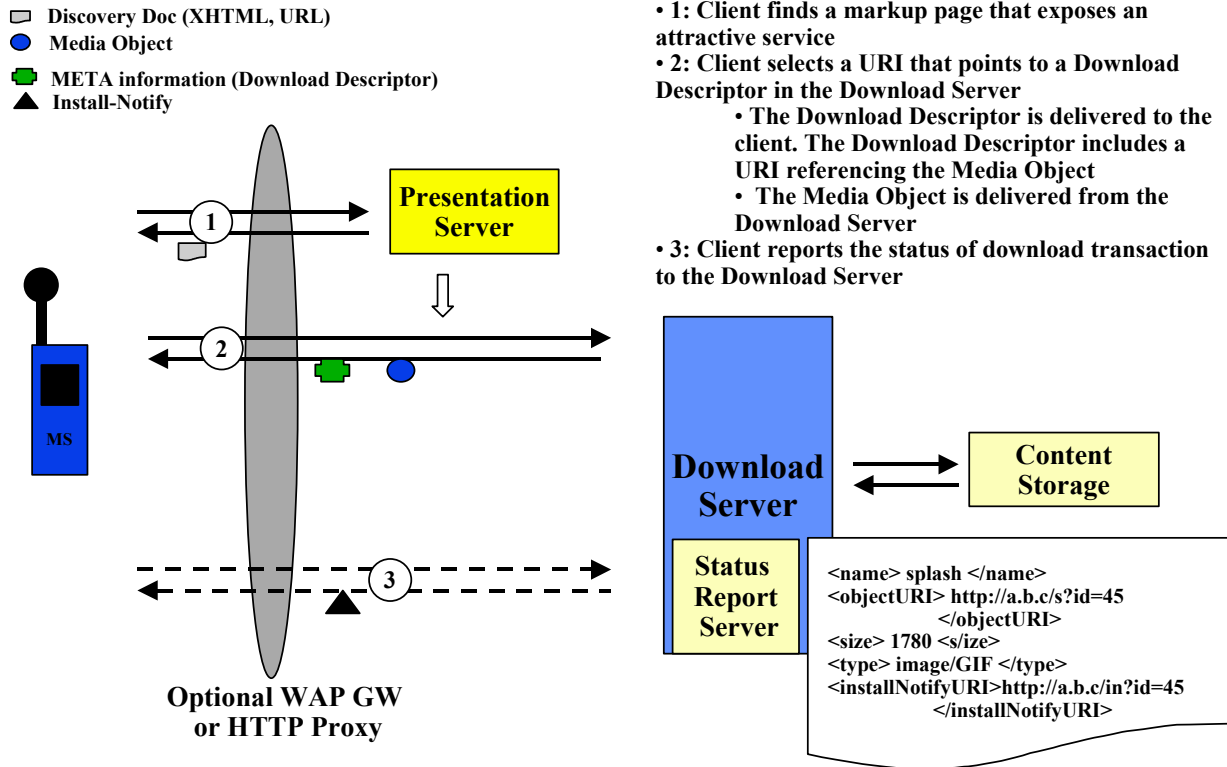 Discovery Doc (XHTML, URL)
Media Object
META information (Download Descriptor)
Install-Notify
• 1: Client finds a markup page that exposes an
attractive service
• 2: Client selects a URI that points to a Download
Descriptor in the Download Server
• The Download Descriptor is delivered to the
client. The Download Descriptor includes a
URI referencing the Media Object
• The Media Object is delivered from the
Download Server
• 3: Client reports the status of download transaction
to the Download Server
1
Presentation
Server
2
MS
Download
Server
Content
Storage
3
Status
Report
Server
<name> splash </name>
<objectURI> http://a.b.c/s?id=45
</objectURI>
<size> 1780 <s/ize>
<type> image/GIF </type>
<installNotifyURI>http://a.b.c/in?id=45
</installNotifyURI>
Optional WAP GW
or HTTP Proxy